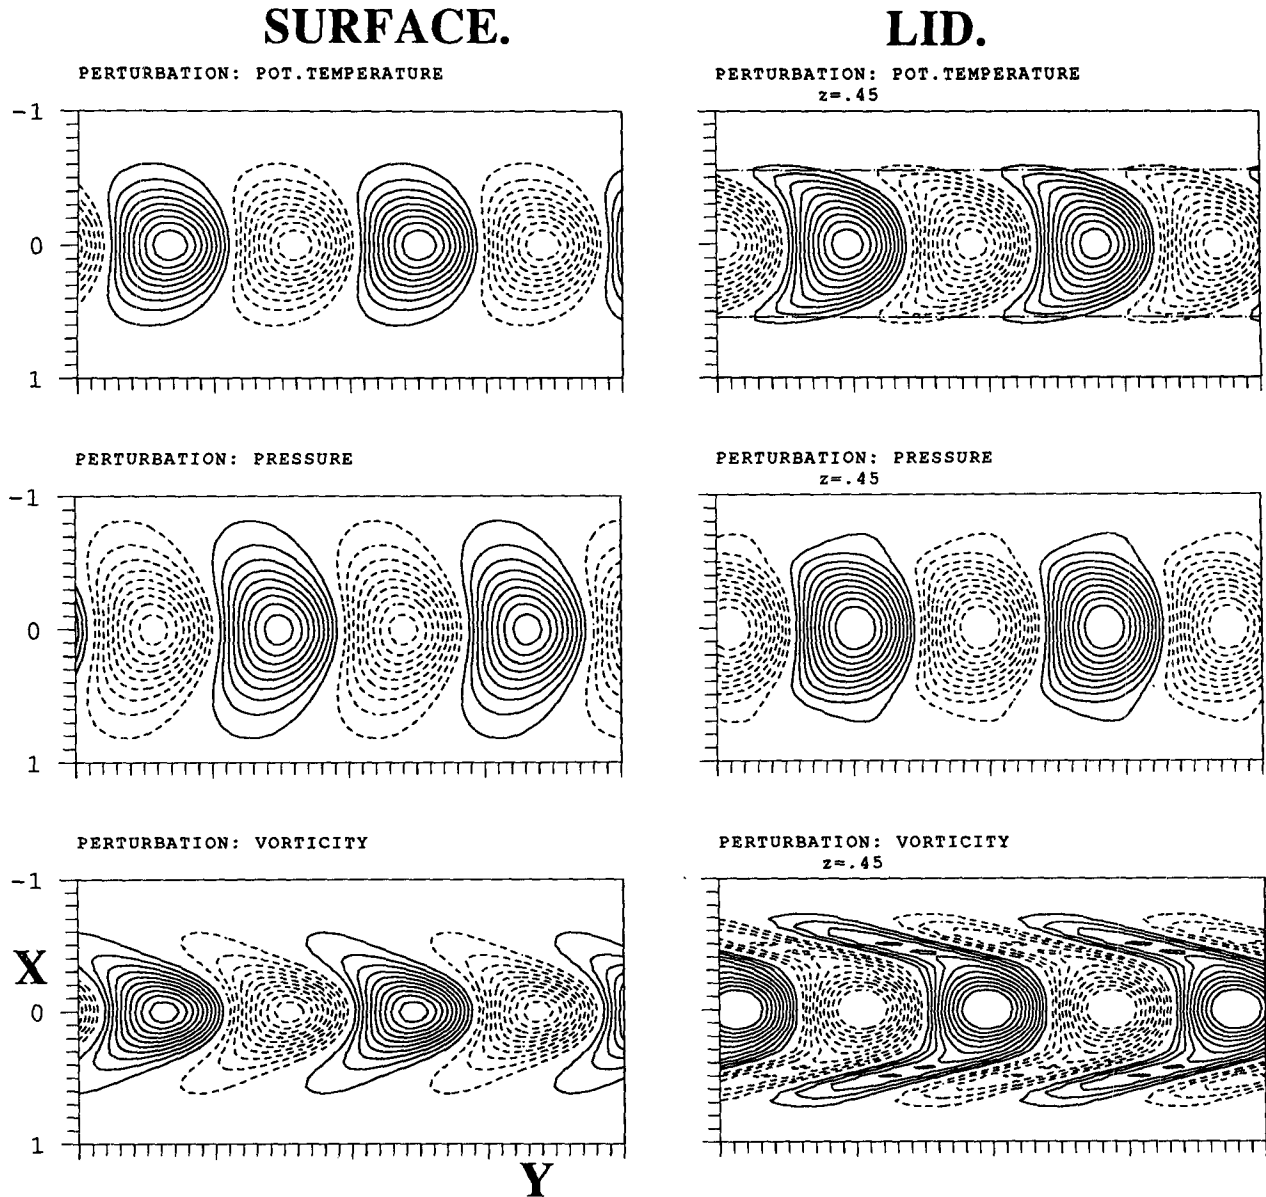 SURFACE.
LID.
PERTURBATION: POT.TEMPERATURE
PERTURBATION: POT.TEMPERATURE
z=.45
-1
0
1
PERTURBATION: PRESSURE
PERTURBATION: PRESSURE
z=.45
-1
0
1
PERTURBATION: VORTICITY
PERTURBATION: VORTICITY
z=.45
-1
X
0
1
Y